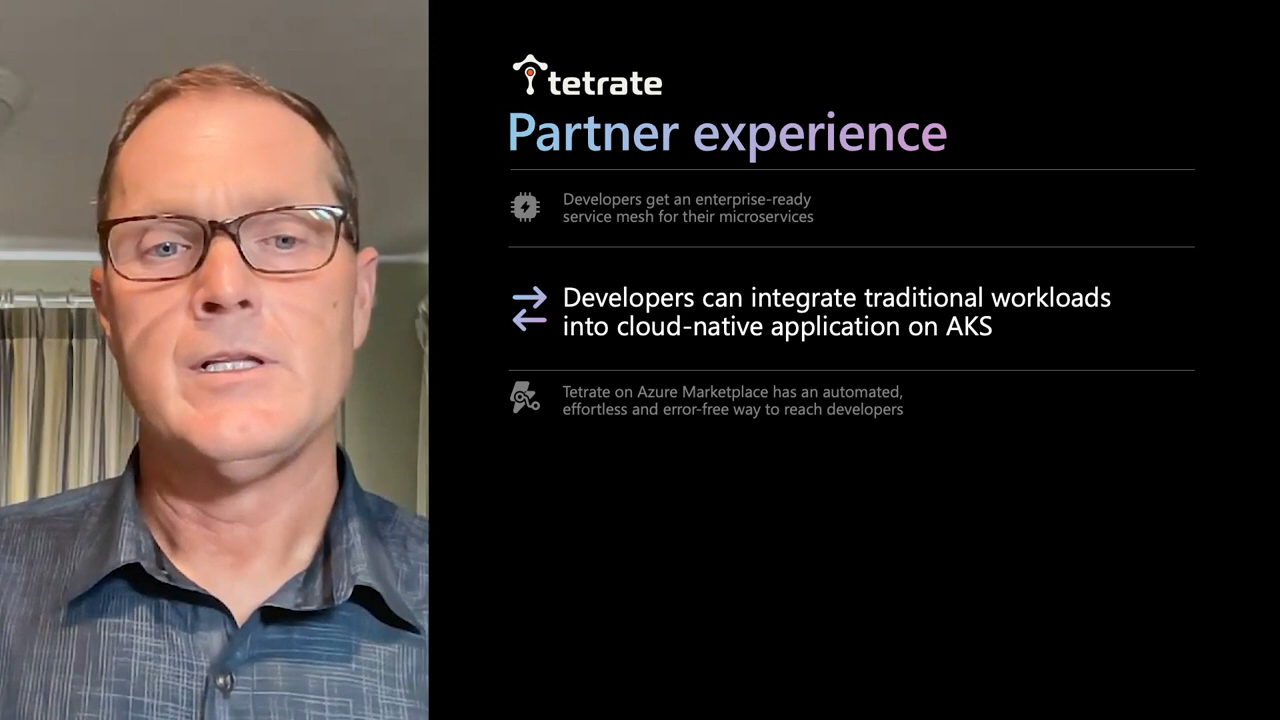 tetrate
Partner experience
Developers get an enterprise-ready
service mesh for their microservices
Developers can integrate traditional workloads
into cloud-native application on AKS
Tetrate on Azure Marketplace has an automated,
effortless and error-free way to reach developers